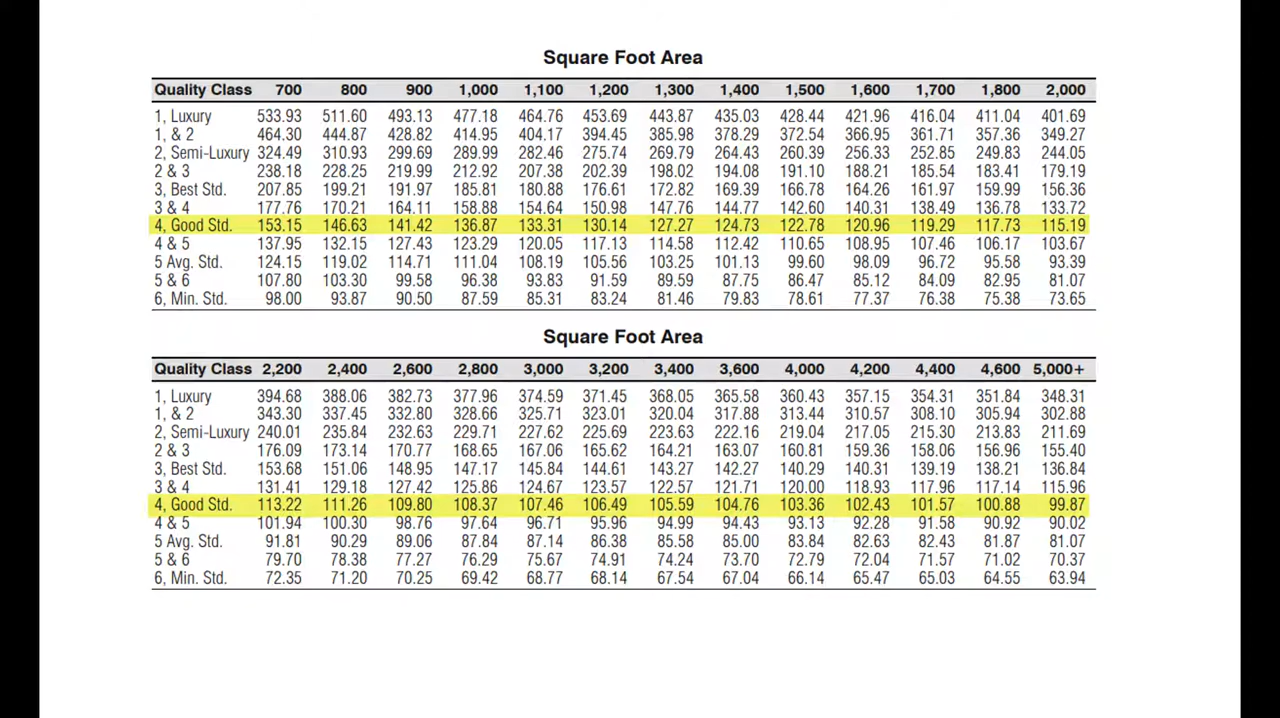 Square Foot Area
Quality Class 700 800 900 1,000 1,100 1,200 1,300 1,400 1,500 1,600 1,700 1,800 2,000
1, Luxury 533.93 511.60 493.13 477.18 464.76 453.69 443.87 435.03 428.44 421.96 416.04 411.04 401.69
1, & 2 464.30 444.87 428.82 414.95 404.17 394.45 385.98 378.29 372.54 366.95 361.71 357.36 349.27
2, Semi-Luxury 324.49 310.93 299.69 289.99 282.46 275.74 269.79 264.43 260.39 256.33 252.85 249.83 244.05
2 & 3 238.18 228.25 219.99 212.92 207.38 202.39 198.02 194.08 191.10 188.21 185.54 183.41 179.19
3, Best Std. 207.85 199.21 191.97 185.81 180.88 176.61 172.82 169.39 166.78 164.26 161.97 159.99 156.36
3 & 4 177.76 170.21 164.11 158.88 154.64 150.98 147.76 144.77 142.60 140.31 138.49 136.78 133.72
4, Good Std. 153.15 146.63 141.42 136.87 133.31 130.14 127.27 124.73 122.78 120.96 119.29 117.73 115.19
4 & 5 137.95 132.15 127.43 123.29 120.05 117.13 114.58 112.42 110.65 108.95 107.46 106.17 103.67
5 Avg. Std. 124.15 119.02 114.71 111.04 108.19 105.56 103.25 101.13 99.60 98.09 96.72 95.58 93.39
5 & 6 107.80 103.30 99.58 96.38 93.83 91.59 89.59 87.75 86.47 85.12 84.09 82.95 81.07
6, Min. Std. 98.00 93.87 90.50 87.59 85.31 83.24 81.46 79.83 78.61 77.37 76.38 75.38 73.65
Square Foot Area
Quality Class 2,200 2,400 2,600 2,800 3,000 3,200 3,400 3,600 4,000 4,200 4,400 4,600 5,000+
1, Luxury 394.68 388.06 382.73 377.96 374.59 371.45 368.05 365.58 360.43 357.15 354.31 351.84 348.31
1, & 2 343.30 337.45 332.80 328.66 325.71 323.01 320.04 317.88 313.44 310.57 308.10 305.94 302.88
2, Semi-Luxury 240.01 235.84 232.63 229.71 227.62 225.69 223.63 222.16 219.04 217.05 215.30 213.83 211.69
2 & 3 176.09 173.14 170.77 168.65 167.06 165.62 164.21 163.07 160.81 159.36 158.06 156.96 155.40
3, Best Std. 153.68 151.06 148.95 147.17 145.84 144.61 143.27 142.27 140.29 140.31 139.19 138.21 136.84
3 & 4 131.41 129.18 127.42 125.86 124.67 123.57 122.57 121.71 120.00 118.93 117.96 117.14 115.96
4, Good Std. 113.22 111.26 109.80 108.37 107.46 106.49 105.59 104.76 103.36 102.43 101.57 100.88 99.87
4 & 5 101.94 100.30 98.76 97.64 96.71 95.96 94.99 94.43 93.13 92.28 91.58 90.92 90.02
5 Avg. Std. 91.81 90.29 89.06 87.84 87.14 86.38 85.58 85.00 83.84 82.63 82.43 81.87 81.07
5 & 6 79.70 78.38 77.27 76.29 75.67 74.91 74.24 73.70 72.79 72.04 71.57 71.02 70.37
6, Min. Std. 72.35 71.20 70.25 69.42 68.77 68.14 67.54 67.04 66.14 65.47 65.03 64.55 63.94